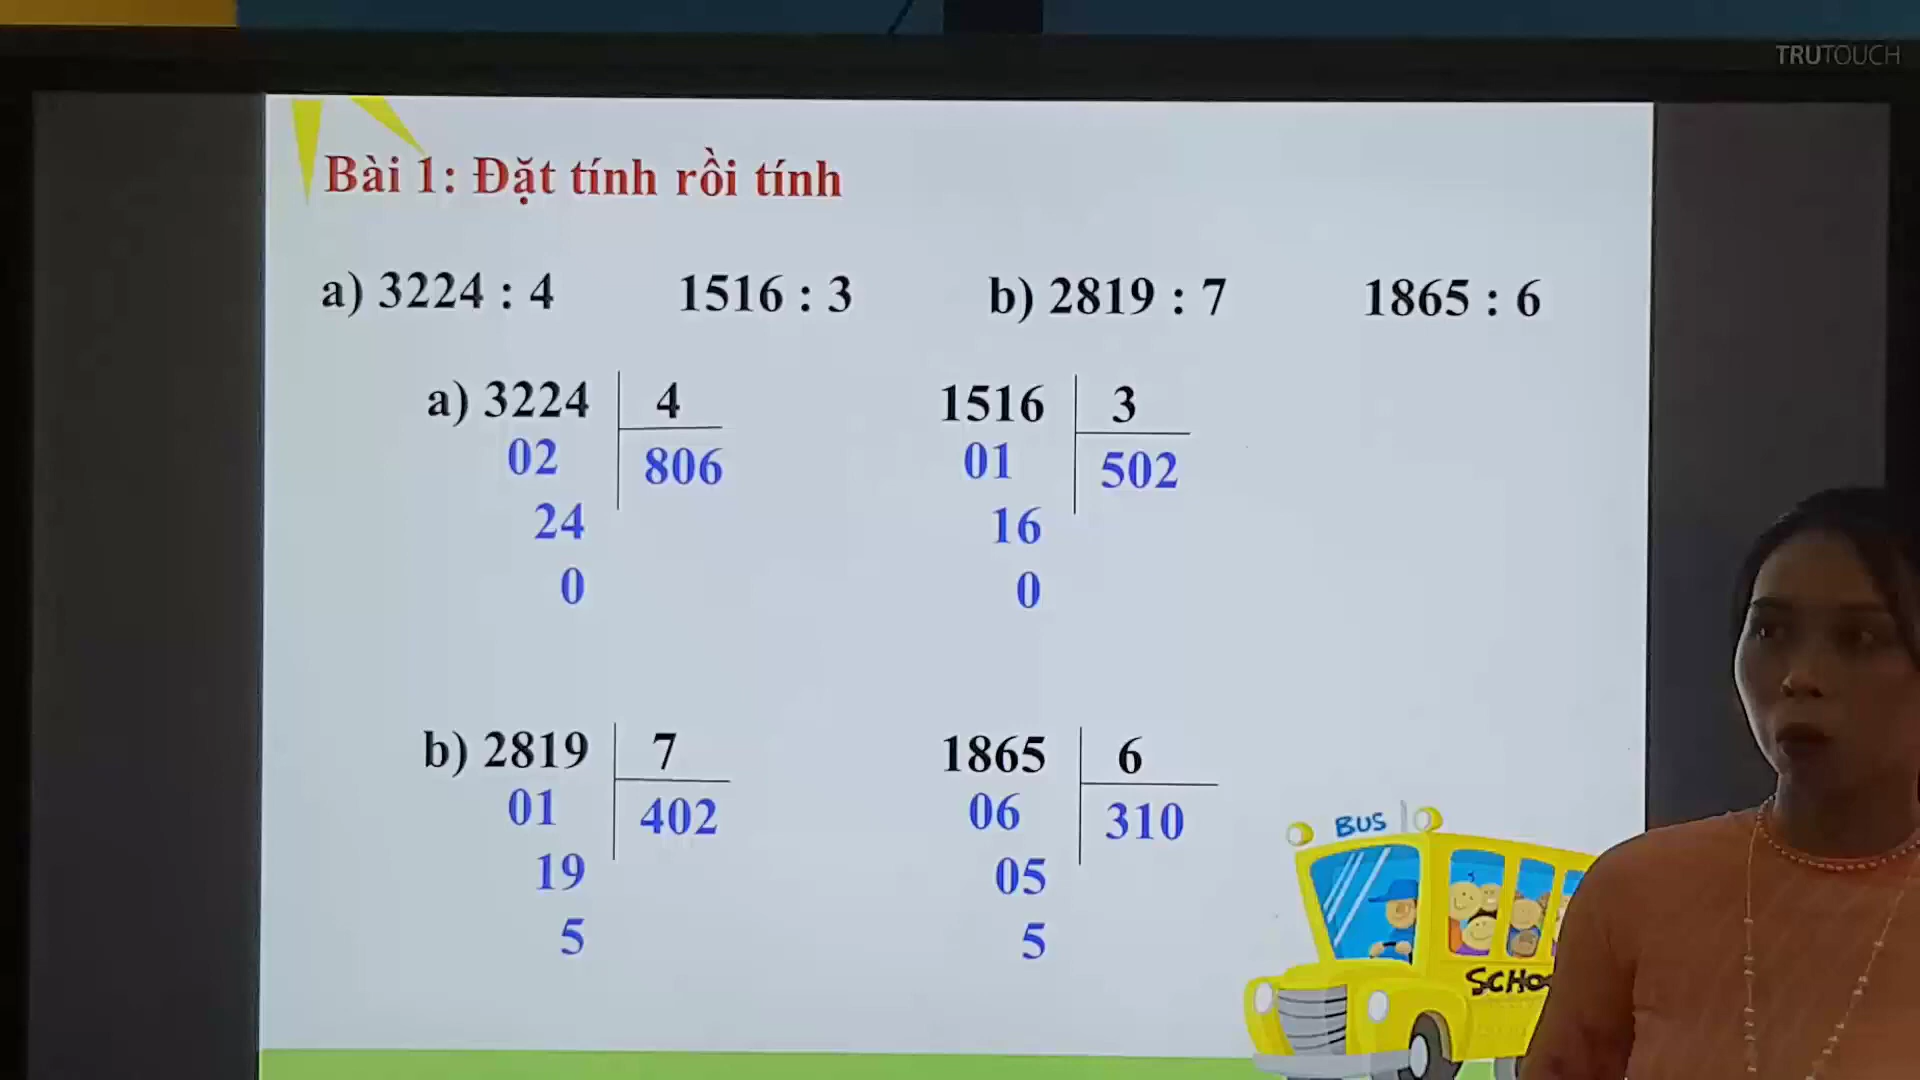 TRUTOUCH
Bài 1: Đặt tính rồi tính
a) 3224 : 4 1516 : 3 b) 2819 : 7 1865 : 6
a) 3224 4
02 806
24
0
1516 3
01 502
16
0
b) 2819 7
01 402
19
5
1865 6
06 310
05
5
BUS
SCHO